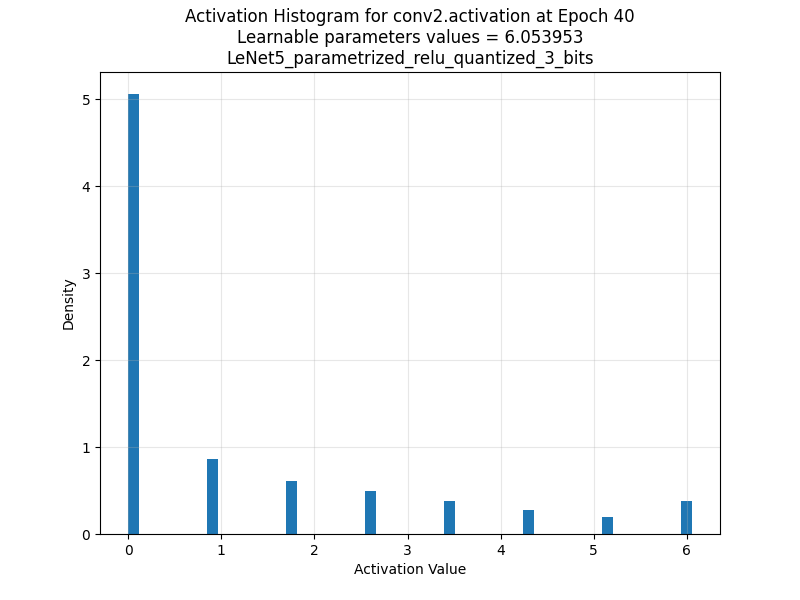 Activation Histogram for conv2.activation at Epoch 40
Learnable parameters values = 6.053953
LeNet5_parametrized_relu_quantized_3_bits
5
4
3
2
1
0
Density
0 1 2 3 4 5 6
Activation Value